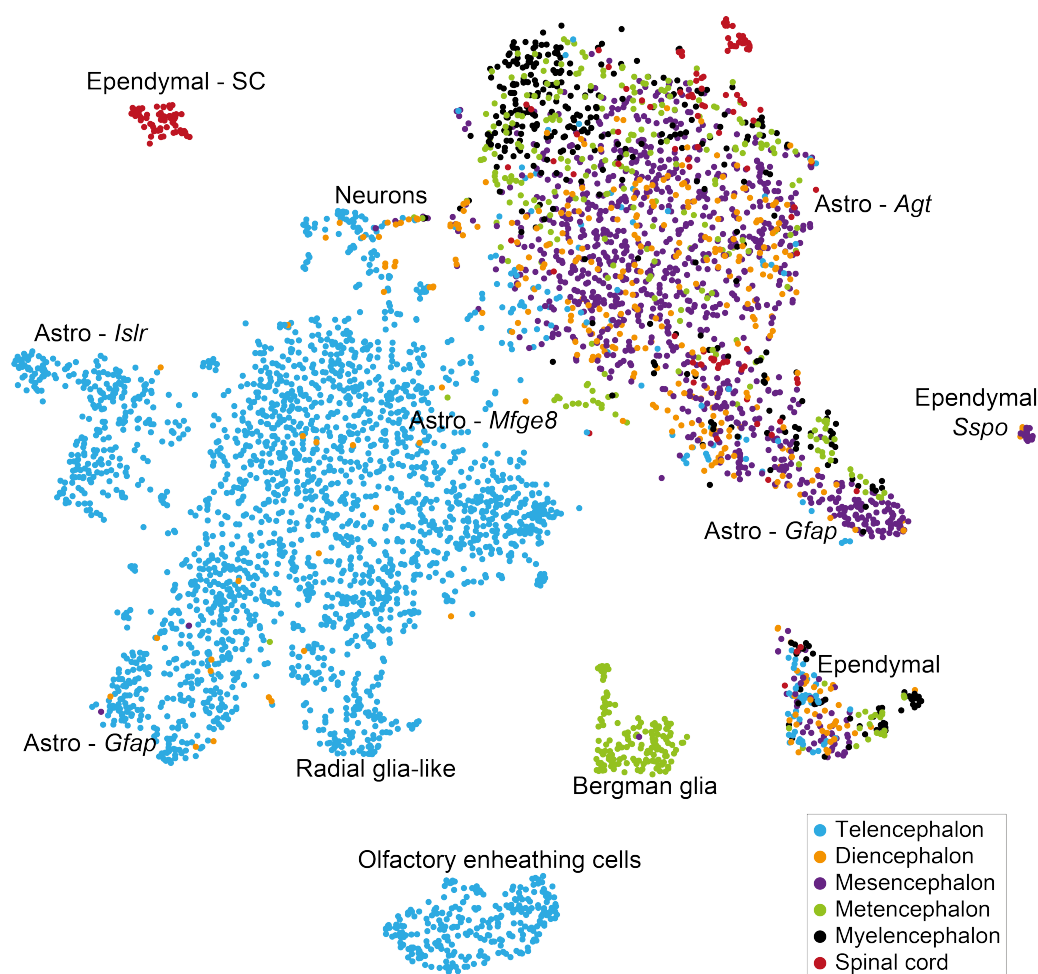 Ependymal - SC
Neurons
Astro - Agt
Astro - Islr
Astro - Mfge8
Ependymal
Sspo
Astro - Gfap
Ependymal
Astro - Gfap
Radial glia-like
Bergman glia
Olfactory enheathing cells
Telencephalon
Diencephalon
Mesencephalon
Metencephalon
Myelencephalon
Spinal cord